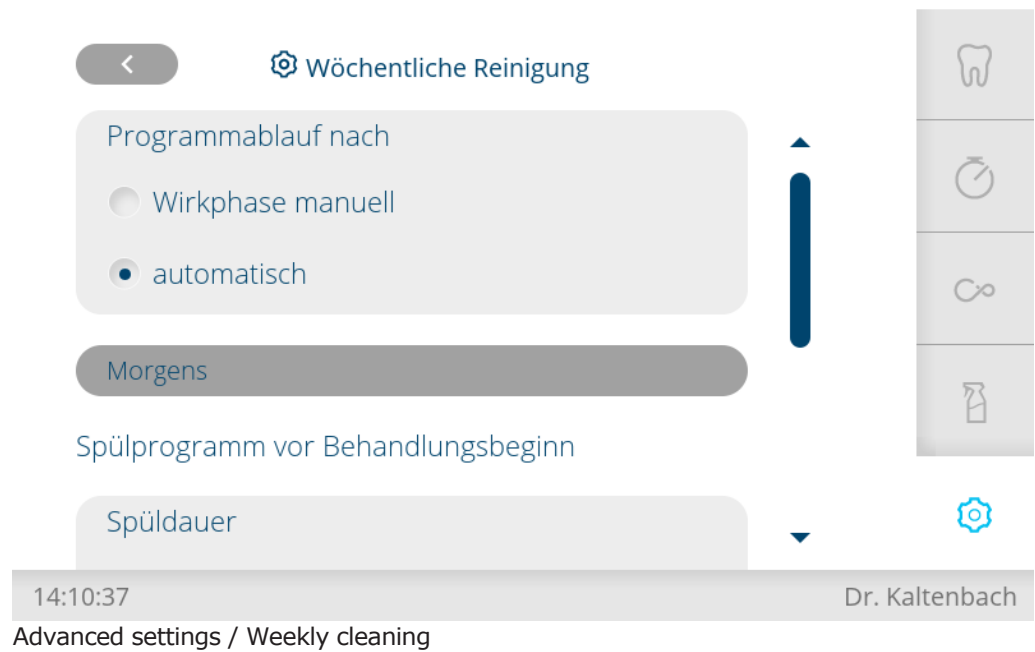 Wöchentliche Reinigung
Programmablauf nach
Wirkphase manuell
automatisch
Morgens
Spülprogramm vor Behandlungsbeginn
Spüldauer
14:10:37 Dr. Kaltenbach
Advanced settings / Weekly cleaning